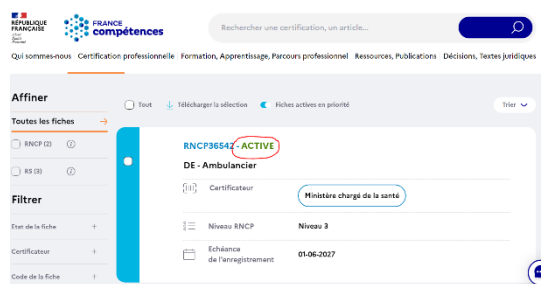 RÉPUBLIQUE
FRANÇAISE
FRANCE
compétences
Rechercher une certification, un article...
Qui sommes-nous Certification professionnelle Formation, Apprentissage, Parcours professionnel Ressources, Publications Décisions, Textes juridiques
Affiner
Tout Télécharger la sélection Fiches actives en priorité Trier
Toutes les fiches
RNCP (2)
RS (3)
RNCP36542 - ACTIVE
DE - Ambulancier
Certificateur Ministère chargé de la santé
Filtrer
Etat de la fiche
Niveau RNCP Niveau 3
Certificateur
Echéance
de l'enregistrement 01-06-2027
Code de la fiche